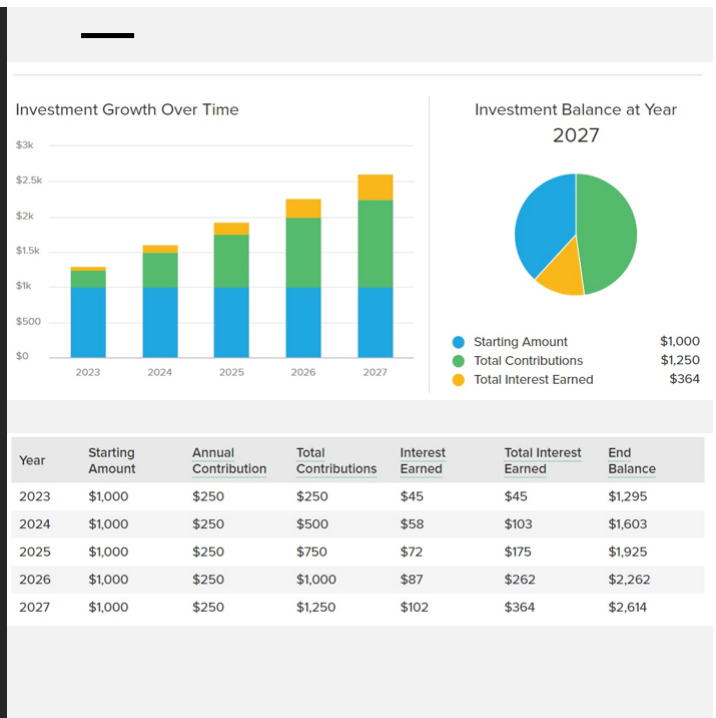 Investment Growth Over Time
$3k
$2.5k
$2k
$1.5k
$1k
$500
$0
2023 2024 2025 2026 2027
Investment Balance at Year
2027
Starting Amount $1,000
Total Contributions $1,250
Total Interest Earned $364
Year Starting Amount Annual Contribution Total Contributions Interest Earned Total Interest Earned End Balance
2023 $1,000 $250 $250 $45 $45 $1,295
2024 $1,000 $250 $500 $58 $103 $1,603
2025 $1,000 $250 $750 $72 $175 $1,925
2026 $1,000 $250 $1,000 $87 $262 $2,262
2027 $1,000 $250 $1,250 $102 $364 $2,614